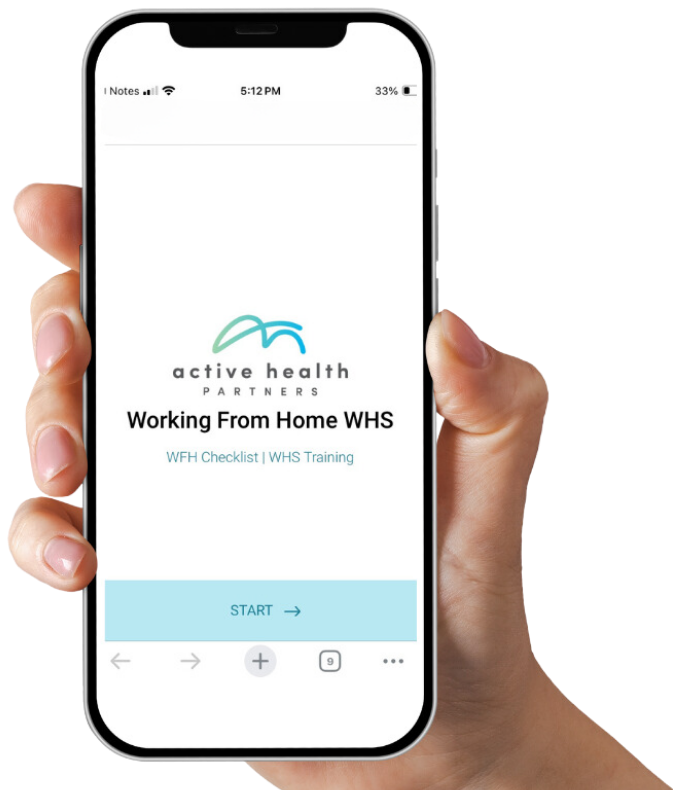 Notes 5:12 PM 33%
active health
PARTNERS
Working From Home WHS
WFH Checklist | WHS Training
START →
9